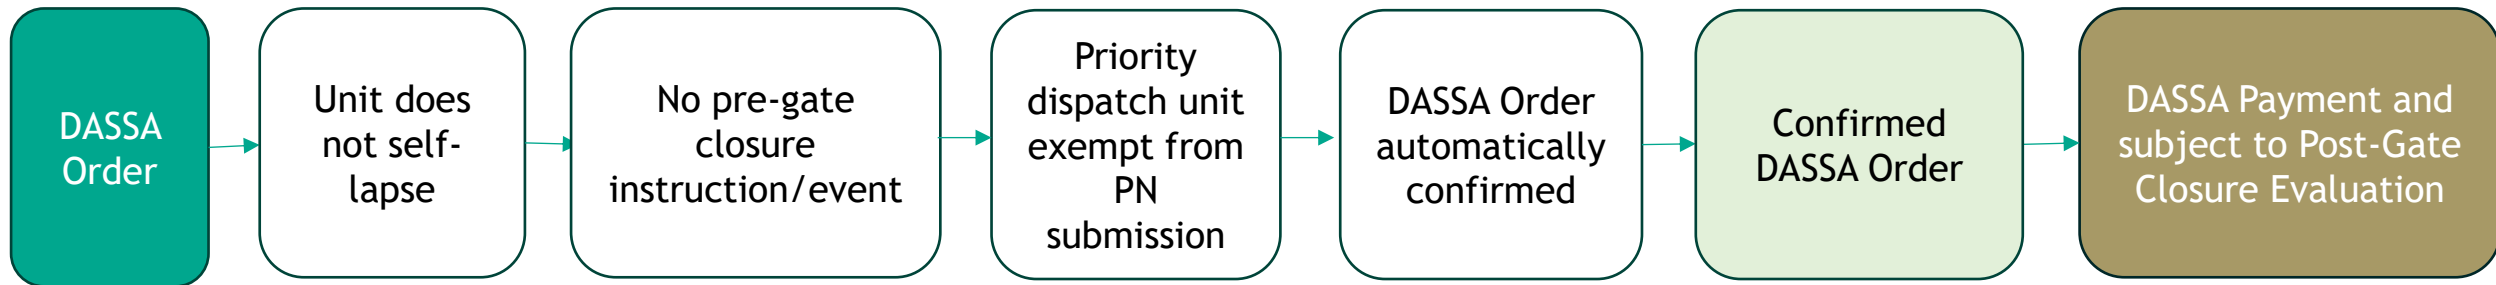 DASSA
Order
Unit does
not self-
lapse
No pre-gate
closure
instruction/event
Priority
dispatch unit
exempt from
PN
submission
DASSA Order
automatically
confirmed
Confirmed
DASSA Order
DASSA Payment and
subject to Post-Gate
Closure Evaluation